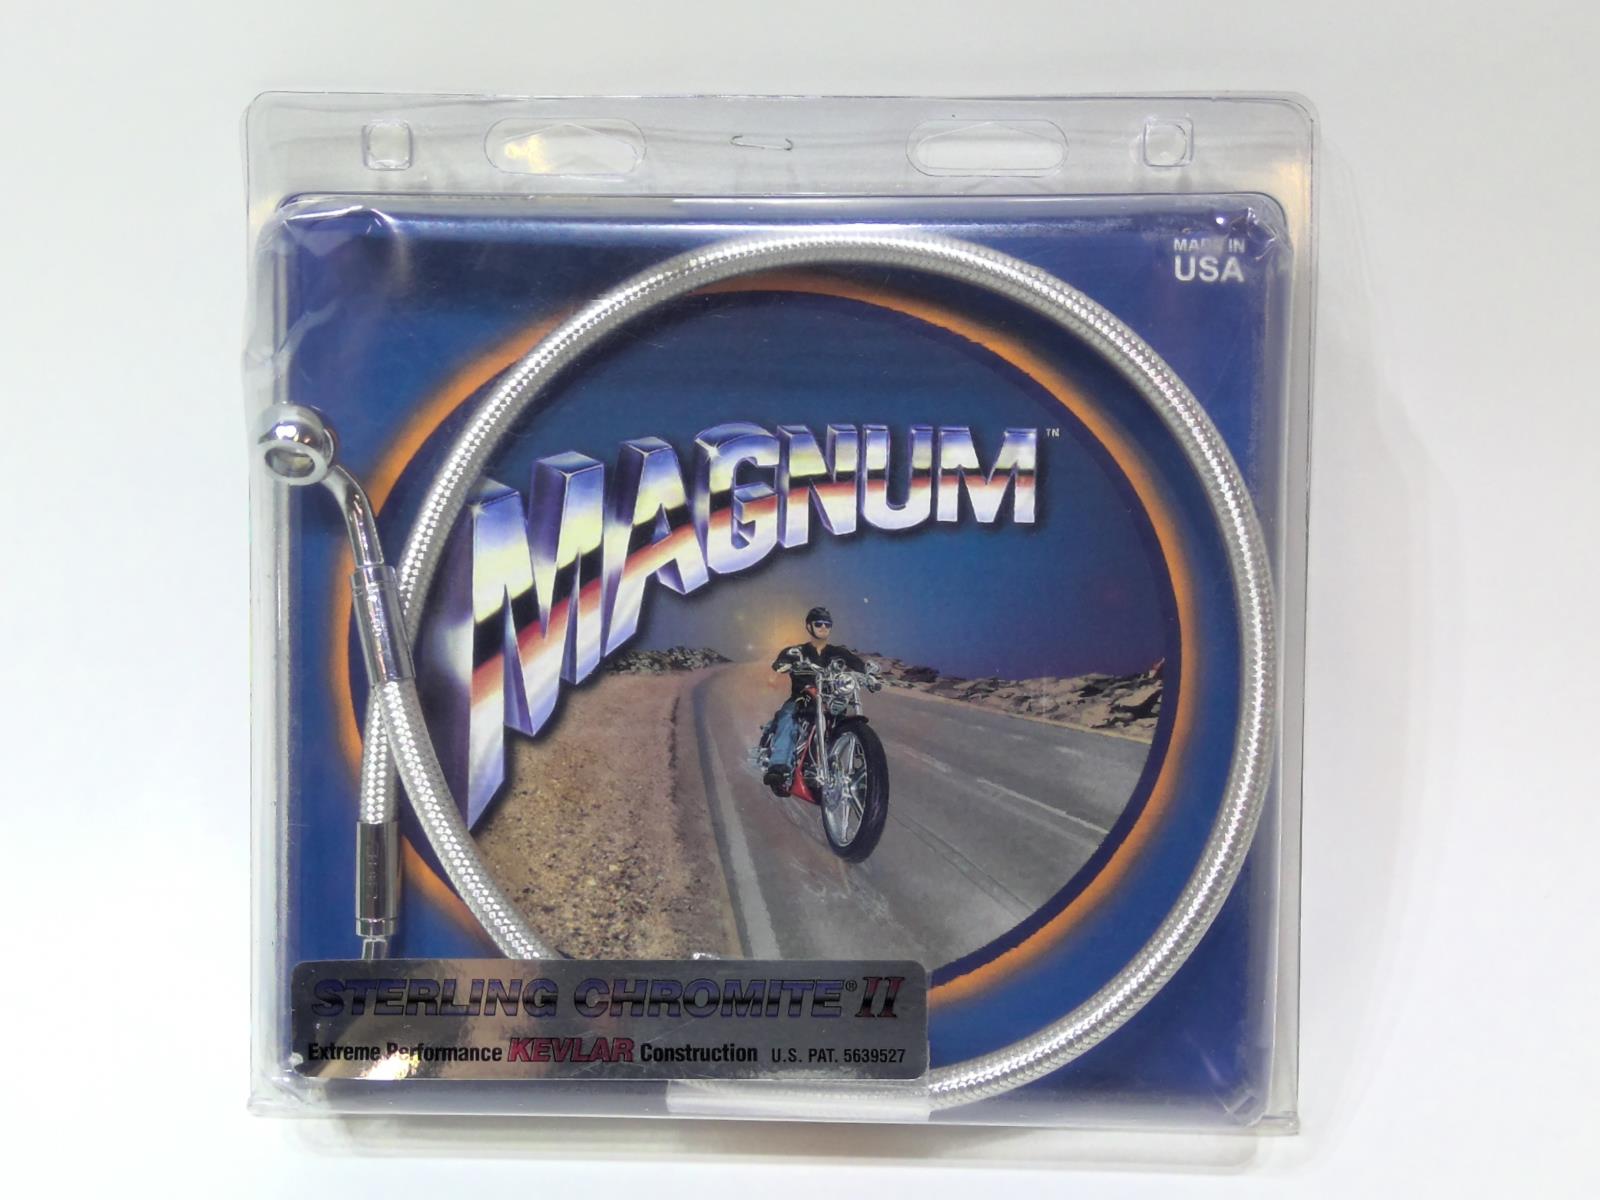 MADE IN
USA
MAGNUM™
STERLING CHROMITE® II
Extreme Performance KEVLAR Construction U.S. PAT. 5639527